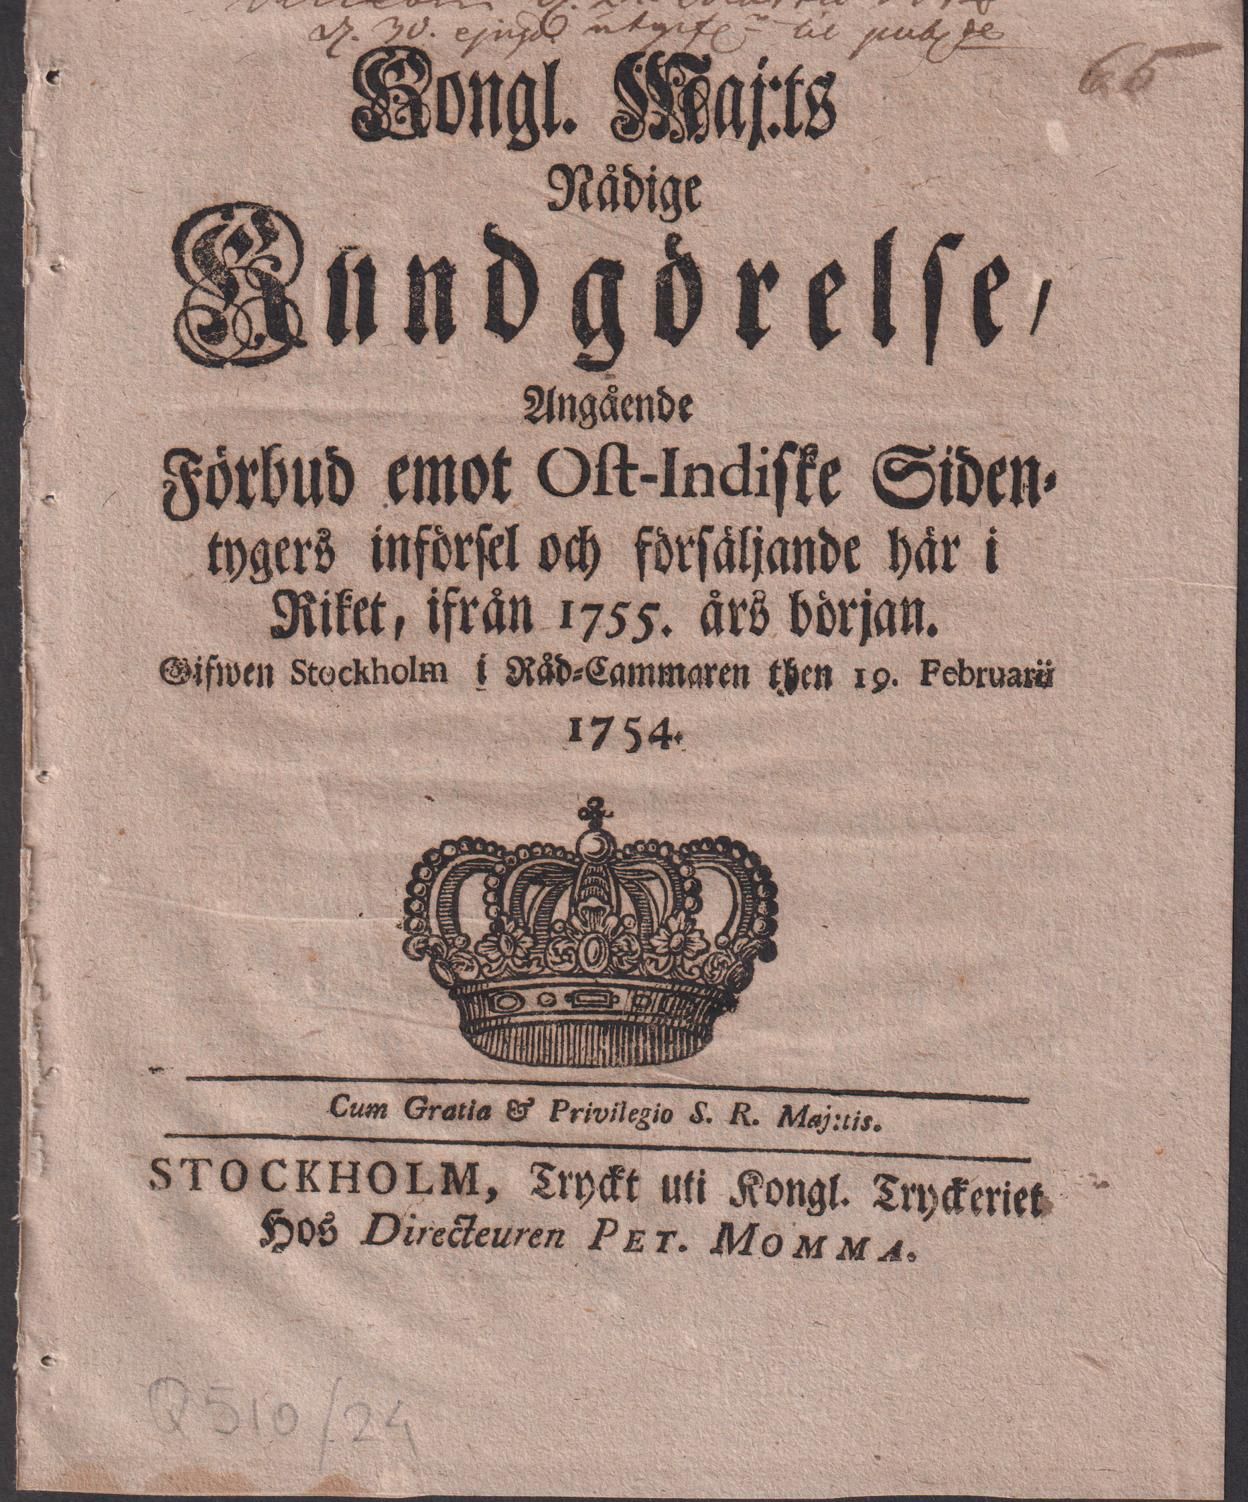 65
Kongl. Maj:ts
Nådige
Kundgörelse,
Angående
Förbud emot Ost-Indiske Siden-
tygers införsel och försäljande här i
Riket, ifrån 1755. års början.
Gifwen Stockholm i Råd-Cammaren then 19. Februarii
1754.
Cum Gratia & Privilegio S. R. Maj:tis.
STOCKHOLM, Tryckt uti Kongl. Tryckeriet
Hos Directeuren PET. MOMMA.
Q510/24